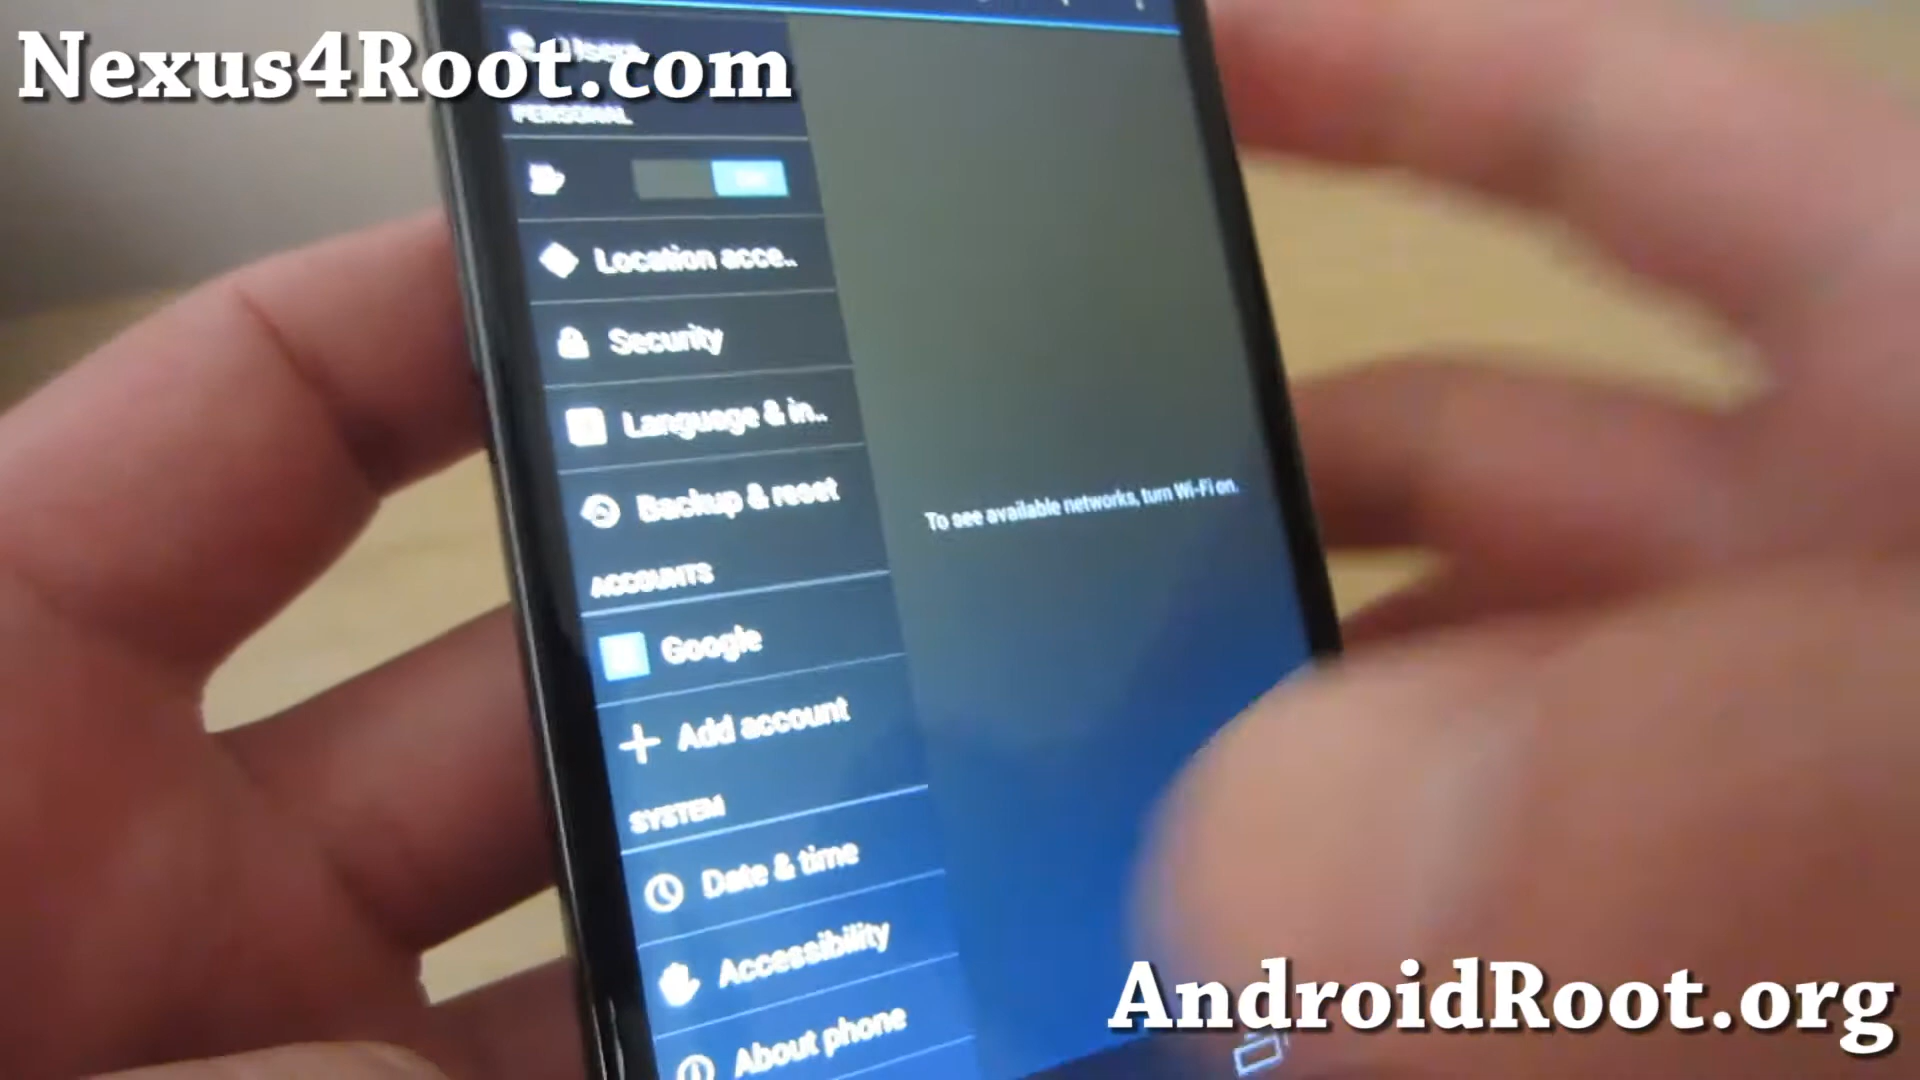 Nexus4Root.com
Users
PERSONAL
Location acce..
Security
Language & in..
Backup & reset
To see available networks, turn Wi-Fi on.
ACCOUNTS
Google
Add account
SYSTEM
Date & time
Accessibility
About phone
AndroidRoot.org